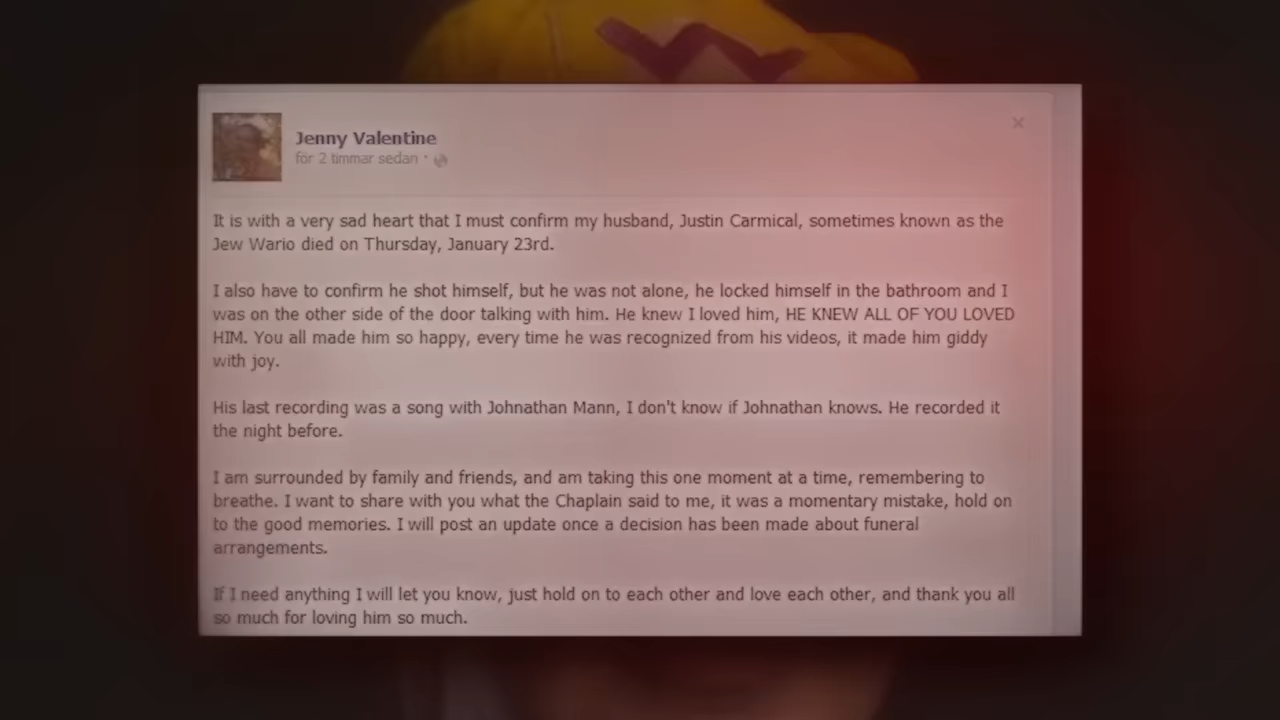 Jenny Valentine
för 2 timmar sedan ·
It is with a very sad heart that I must confirm my husband, Justin Carmical, sometimes known as the
Jew Wario died on Thursday, January 23rd.
I also have to confirm he shot himself, but he was not alone, he locked himself in the bathroom and I
was on the other side of the door talking with him. He knew I loved him, HE KNEW ALL OF YOU LOVED
HIM. You all made him so happy, every time he was recognized from his videos, it made him giddy
with joy.
His last recording was a song with Johnathan Mann, I don't know if Johnathan knows. He recorded it
the night before.
I am surrounded by family and friends, and am taking this one moment at a time, remembering to
breathe. I want to share with you what the Chaplain said to me, it was a momentary mistake, hold on
to the good memories. I will post an update once a decision has been made about funeral
arrangements.
If I need anything I will let you know, just hold on to each other and love each other, and thank you all
so much for loving him so much.